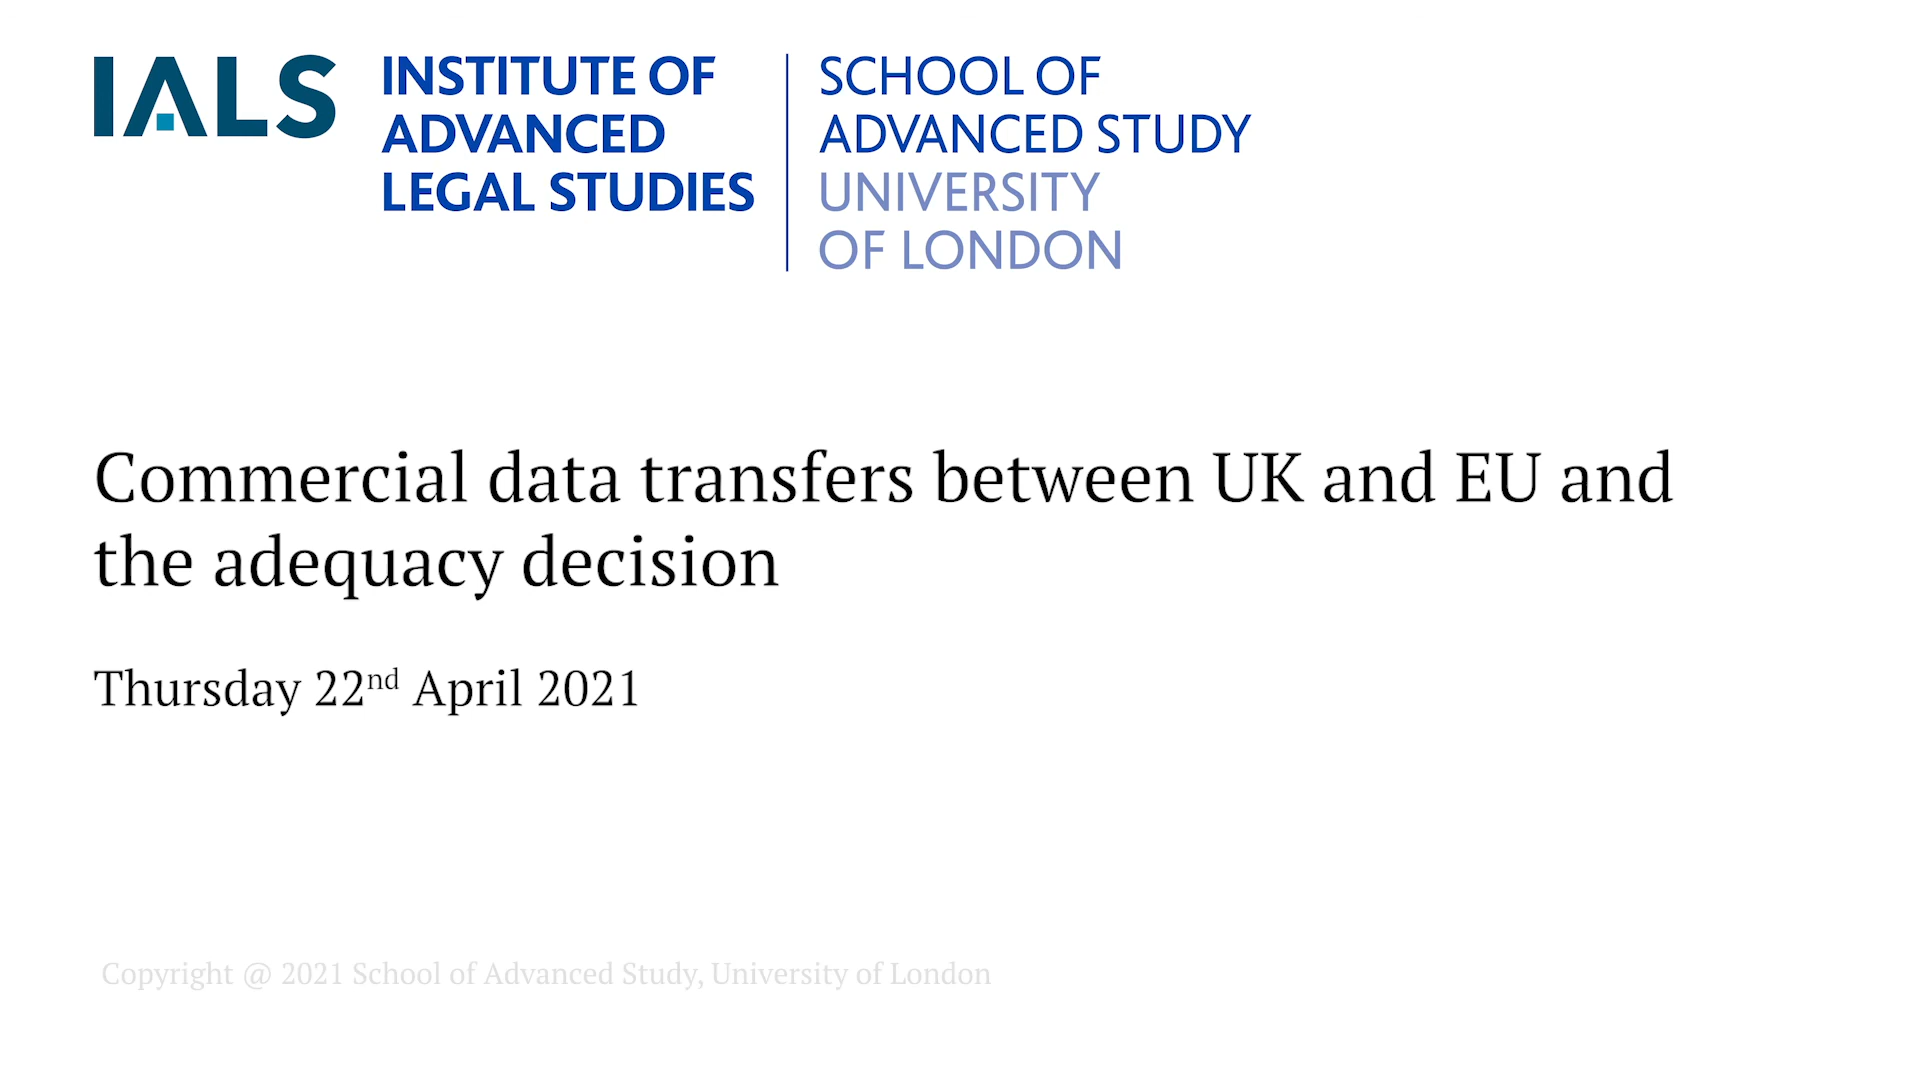 IALS
INSTITUTE OF
ADVANCED
LEGAL STUDIES
SCHOOL OF
ADVANCED STUDY
UNIVERSITY
OF LONDON
Commercial data transfers between UK and EU and
the adequacy decision
Thursday 22nd April 2021
Copyright @ 2021 School of Advanced Study, University of London